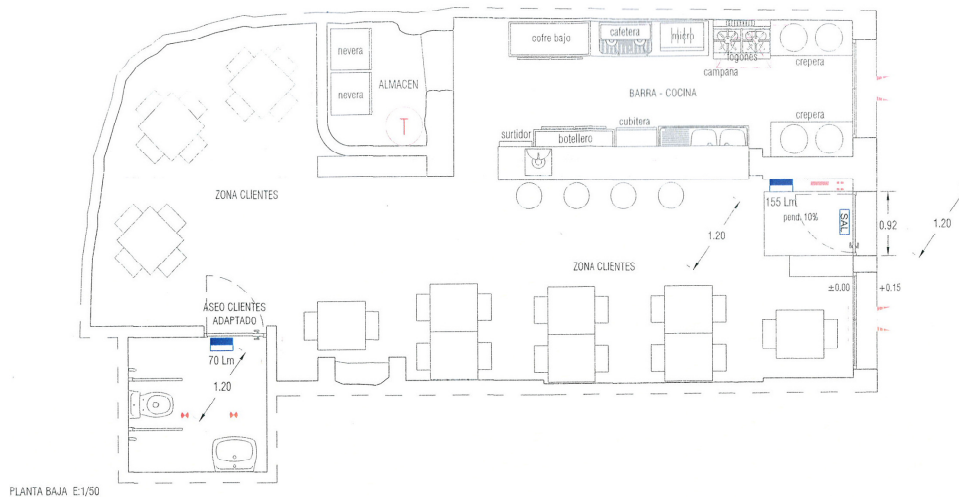 nevera
nevera
ALMACEN
T
cofre bajo
cafetera
micro
fogones
campana
crepera
BARRA - COCINA
crepera
surtidor
botellero
cubitera
ZONA CLIENTES
155 Lm
pend. 10%
SAL
0.92
1.20
1.20
ZONA CLIENTES
±0.00
+0.15
ASEO CLIENTES
ADAPTADO
70 Lm
1.20
PLANTA BAJA E:1/50